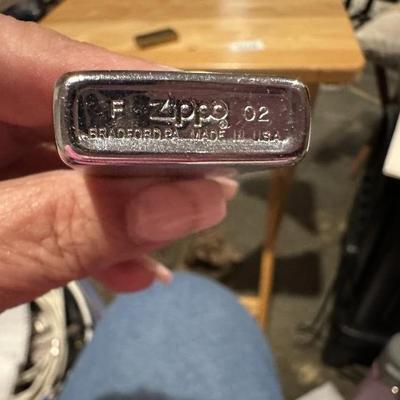 F Zippo® 02
BRADFORD.PA. MADE IN U.S.A.